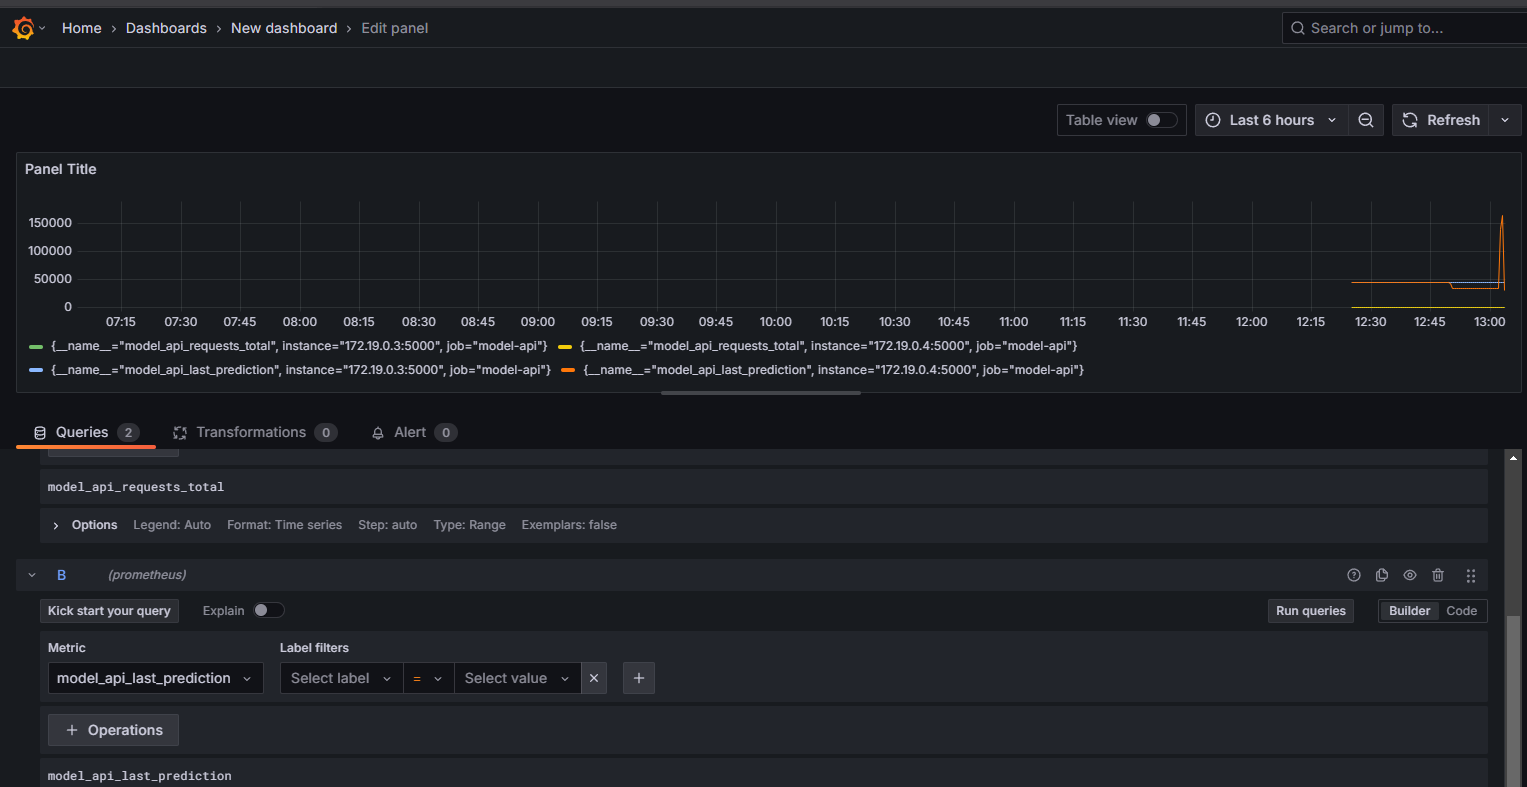 Home › Dashboards › New dashboard › Edit panel
Search or jump to...
Table view
Last 6 hours
Refresh
Panel Title
150000
100000
50000
0
07:15 07:30 07:45 08:00 08:15 08:30 08:45 09:00 09:15 09:30 09:45 10:00 10:15 10:30 10:45 11:00 11:15 11:30 11:45 12:00 12:15 12:30 12:45 13:00
{__name__="model_api_requests_total", instance="172.19.0.3:5000", job="model-api"} {__name__="model_api_requests_total", instance="172.19.0.4:5000", job="model-api"}
{__name__="model_api_last_prediction", instance="172.19.0.3:5000", job="model-api"} {__name__="model_api_last_prediction", instance="172.19.0.4:5000", job="model-api"}
Queries 2 Transformations 0 Alert 0
model_api_requests_total
Options Legend: Auto Format: Time series Step: auto Type: Range Exemplars: false
B (prometheus)
Kick start your query Explain Run queries Builder Code
Metric Label filters
model_api_last_prediction Select label = Select value
+ Operations
model_api_last_prediction